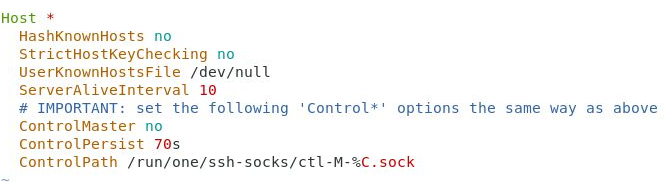 Host *
  HashKnownHosts no
  StrictHostKeyChecking no
  UserKnownHostsFile /dev/null
  ServerAliveInterval 10
  # IMPORTANT: set the following 'Control*' options the same way as above
  ControlMaster no
  ControlPersist 70s
  ControlPath /run/one/ssh-socks/ctl-M-%C.sock
~